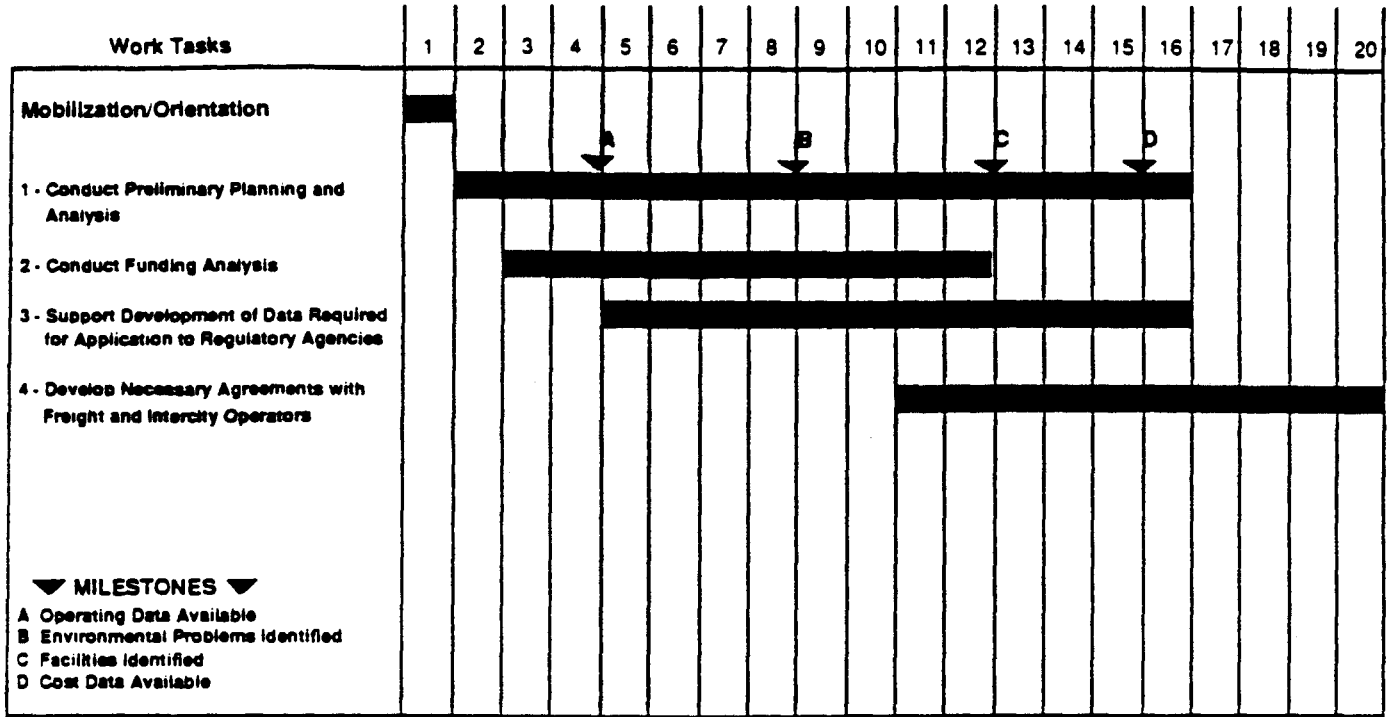 Work Tasks 1 2 3 4 5 6 7 8 9 10 11 12 13 14 15 16 17 18 19 20
Mobilization/Orientation
A B C D
1 - Conduct Preliminary Planning and
Analysis
2 - Conduct Funding Analysis
3 - Support Development of Data Required
for Application to Regulatory Agencies
4 - Develop Necessary Agreements with
Freight and Intercity Operators
MILESTONES
A Operating Data Available
B Environmental Problems Identified
C Facilities Identified
D Cost Data Available